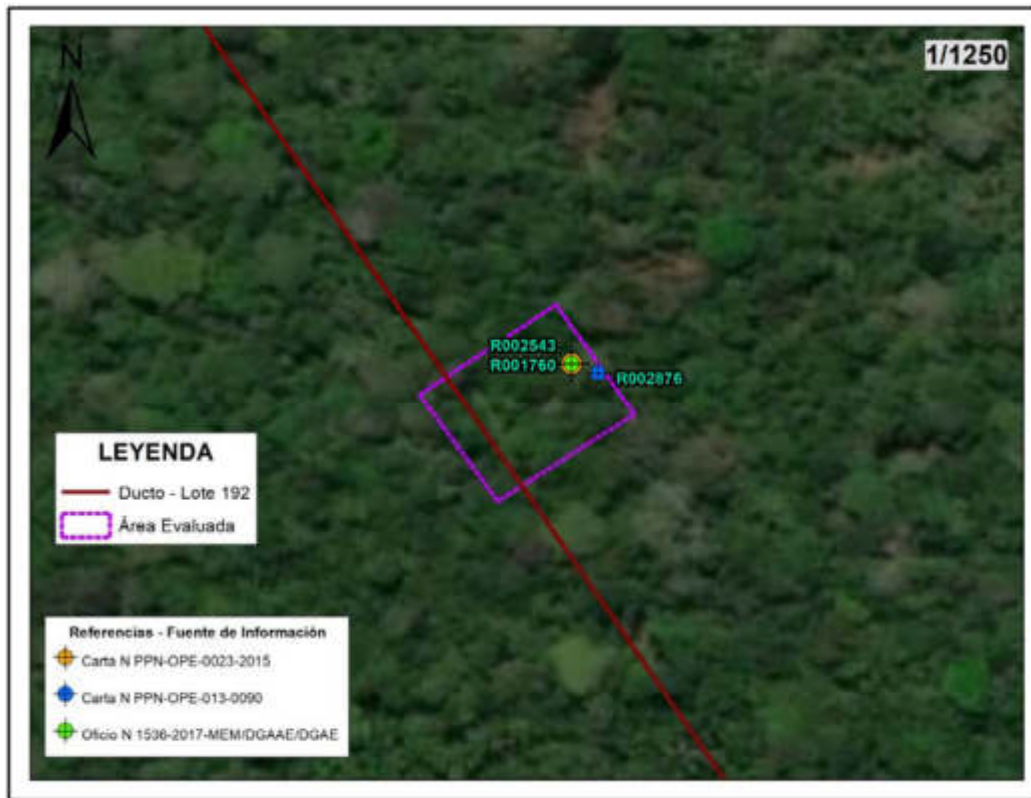 N
1/1250
R002543
R001760
R002876
LEYENDA
Ducto - Lote 192
Área Evaluada
Referencias - Fuente de Información
Carta N PPN-OPE-0023-2015
Carta N PPN-OPE-013-0090
Oficio N 1536-2017-MEM/DGAAE/DGAE